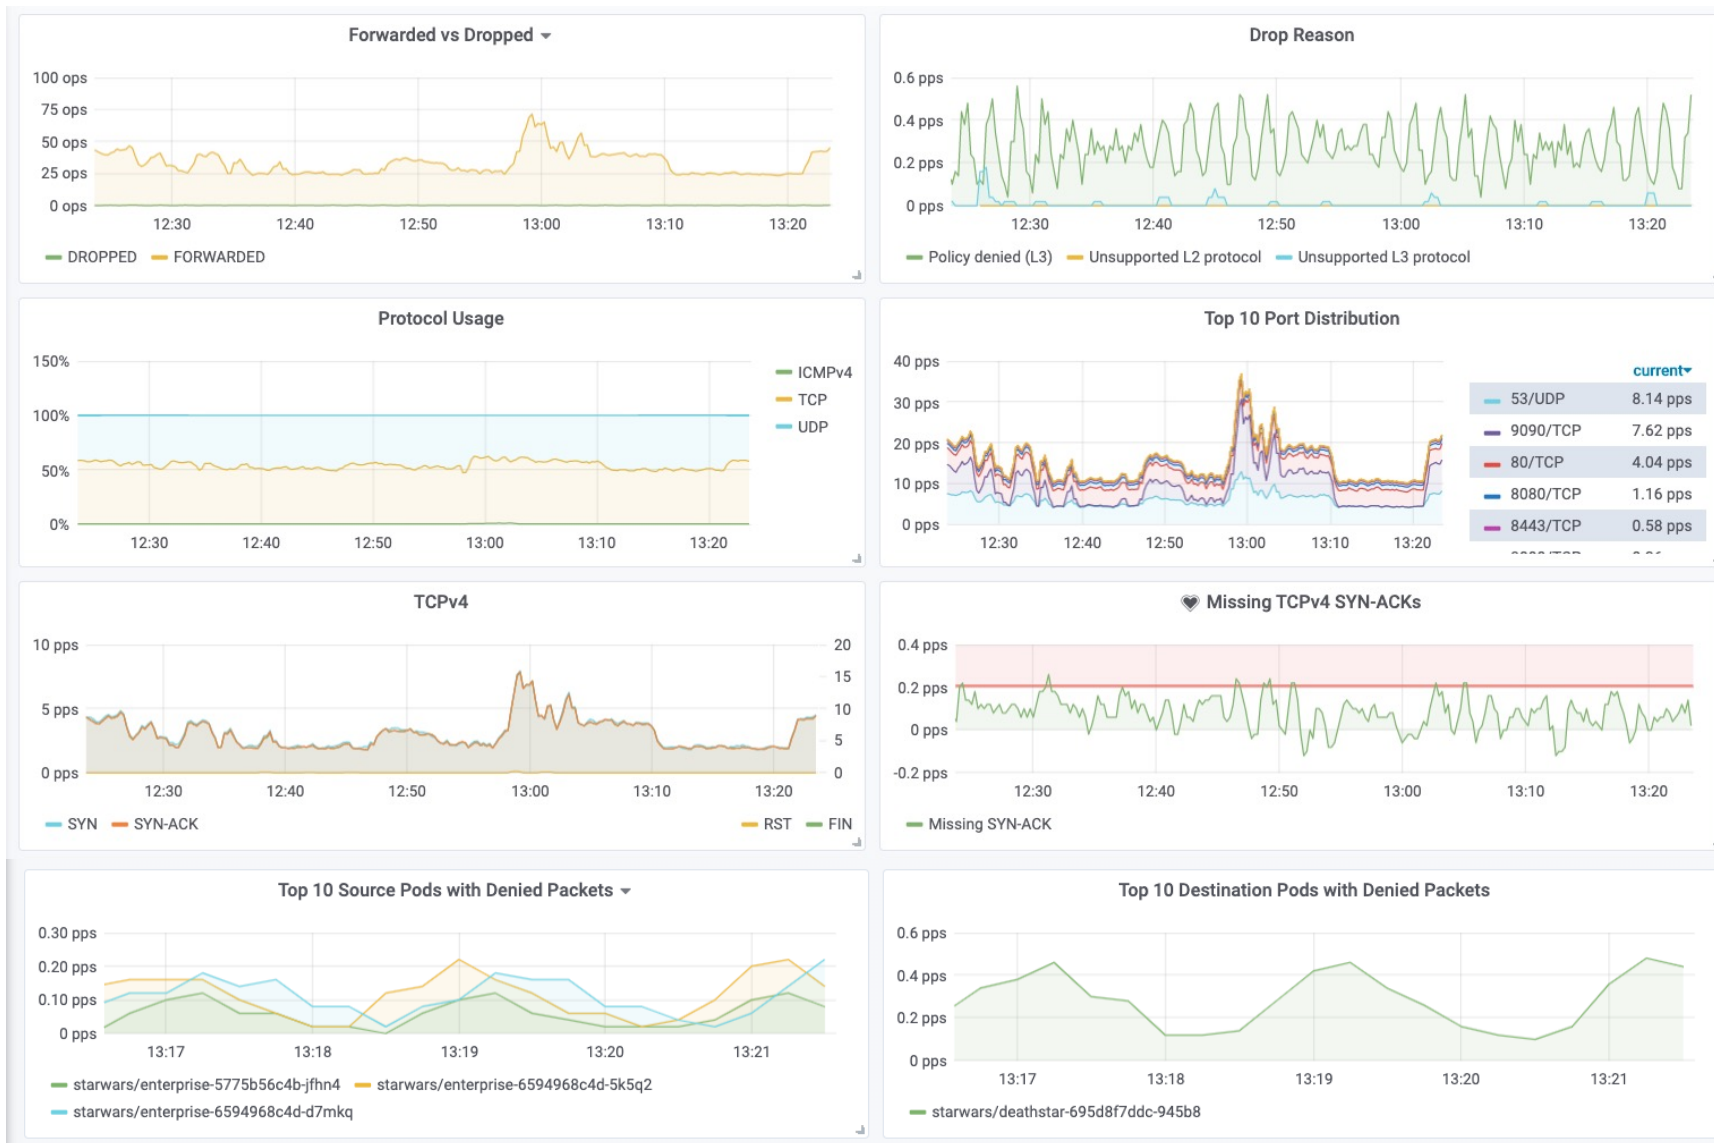 Forwarded vs Dropped
100 ops
75 ops
50 ops
25 ops
0 ops
12:30 12:40 12:50 13:00 13:10 13:20
DROPPED FORWARDED
Drop Reason
0.6 pps
0.4 pps
0.2 pps
0 pps
12:30 12:40 12:50 13:00 13:10 13:20
Policy denied (L3) Unsupported L2 protocol Unsupported L3 protocol
Protocol Usage
150%
100%
50%
0%
12:30 12:40 12:50 13:00 13:10 13:20
ICMPv4
TCP
UDP
Top 10 Port Distribution
40 pps
30 pps
20 pps
10 pps
0 pps
12:30 12:40 12:50 13:00 13:10 13:20
current
53/UDP 8.14 pps
9090/TCP 7.62 pps
80/TCP 4.04 pps
8080/TCP 1.16 pps
8443/TCP 0.58 pps
TCPv4
10 pps 20
15
5 pps 10
5
0 pps 0
12:30 12:40 12:50 13:00 13:10 13:20
SYN SYN-ACK RST FIN
Missing TCPv4 SYN-ACKs
0.4 pps
0.2 pps
0 pps
-0.2 pps
12:30 12:40 12:50 13:00 13:10 13:20
Missing SYN-ACK
Top 10 Source Pods with Denied Packets
0.30 pps
0.20 pps
0.10 pps
0 pps
13:17 13:18 13:19 13:20 13:21
starwars/enterprise-5775b56c4b-jfhn4 starwars/enterprise-6594968c4d-5k5q2
starwars/enterprise-6594968c4d-d7mkq
Top 10 Destination Pods with Denied Packets
0.6 pps
0.4 pps
0.2 pps
0 pps
13:17 13:18 13:19 13:20 13:21
starwars/deathstar-695d8f7ddc-945b8